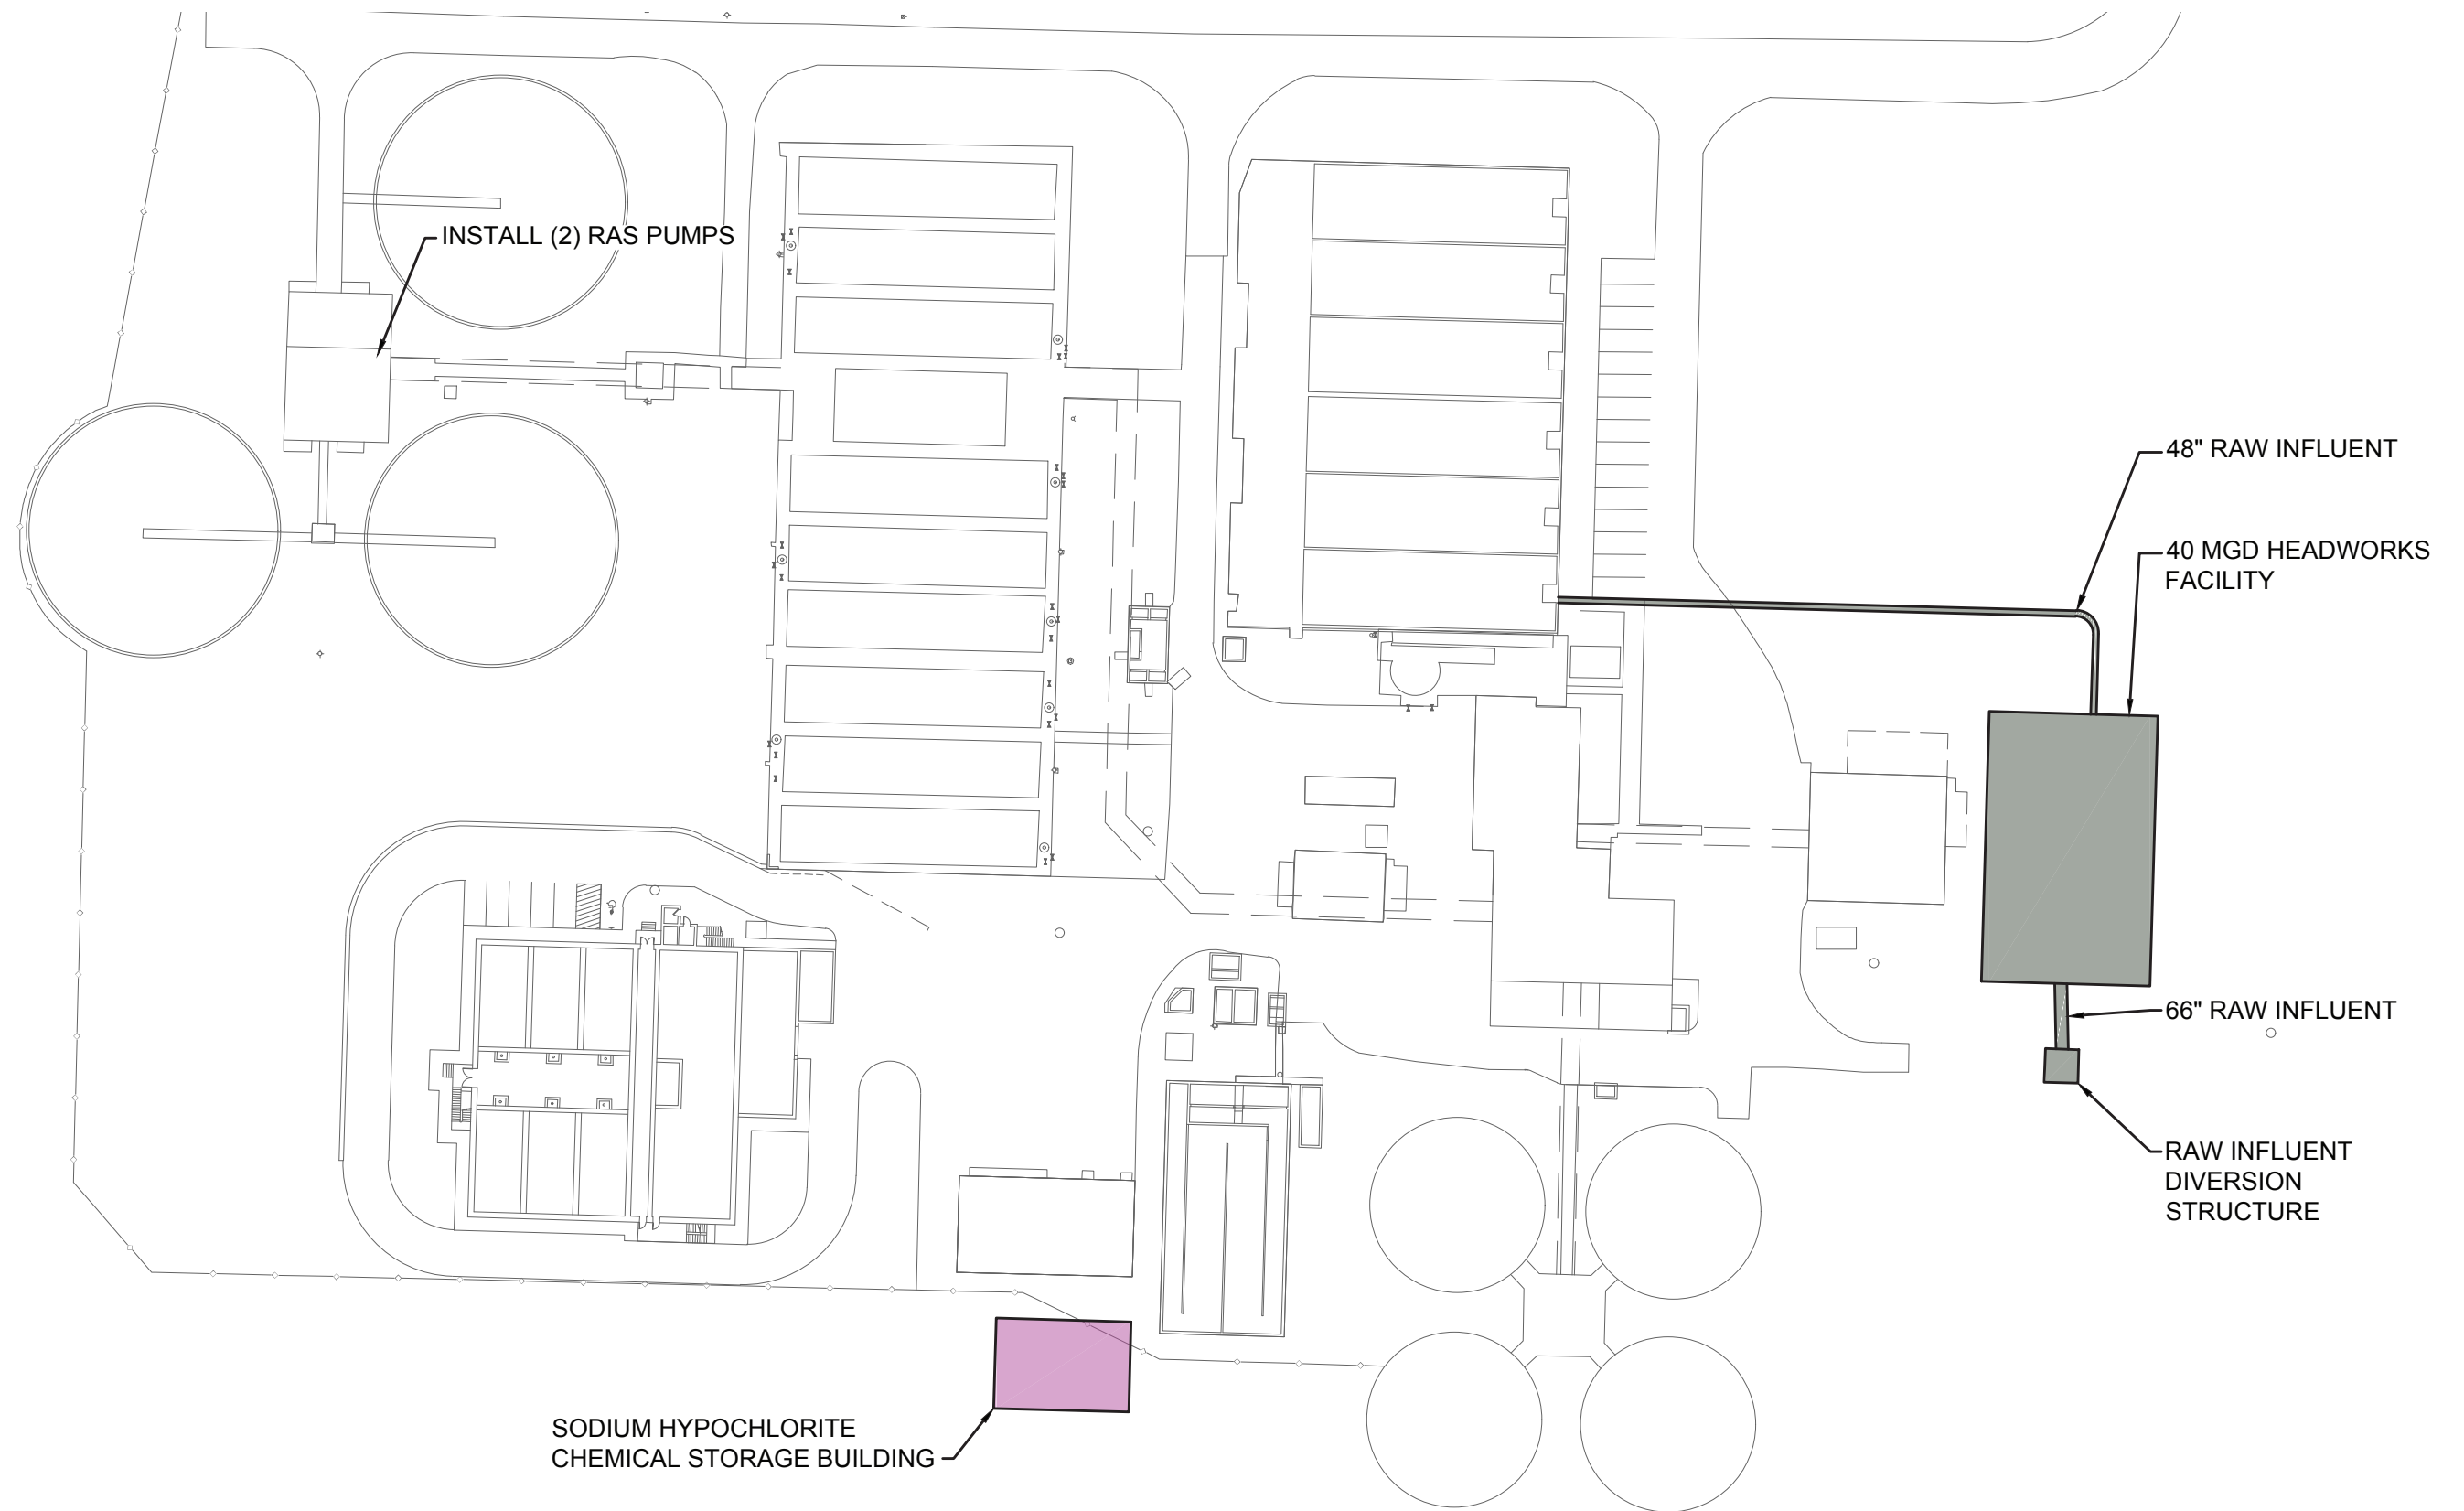 INSTALL (2) RAS PUMPS
48" RAW INFLUENT
40 MGD HEADWORKS
FACILITY
66" RAW INFLUENT
RAW INFLUENT
DIVERSION
STRUCTURE
SODIUM HYPOCHLORITE
CHEMICAL STORAGE BUILDING